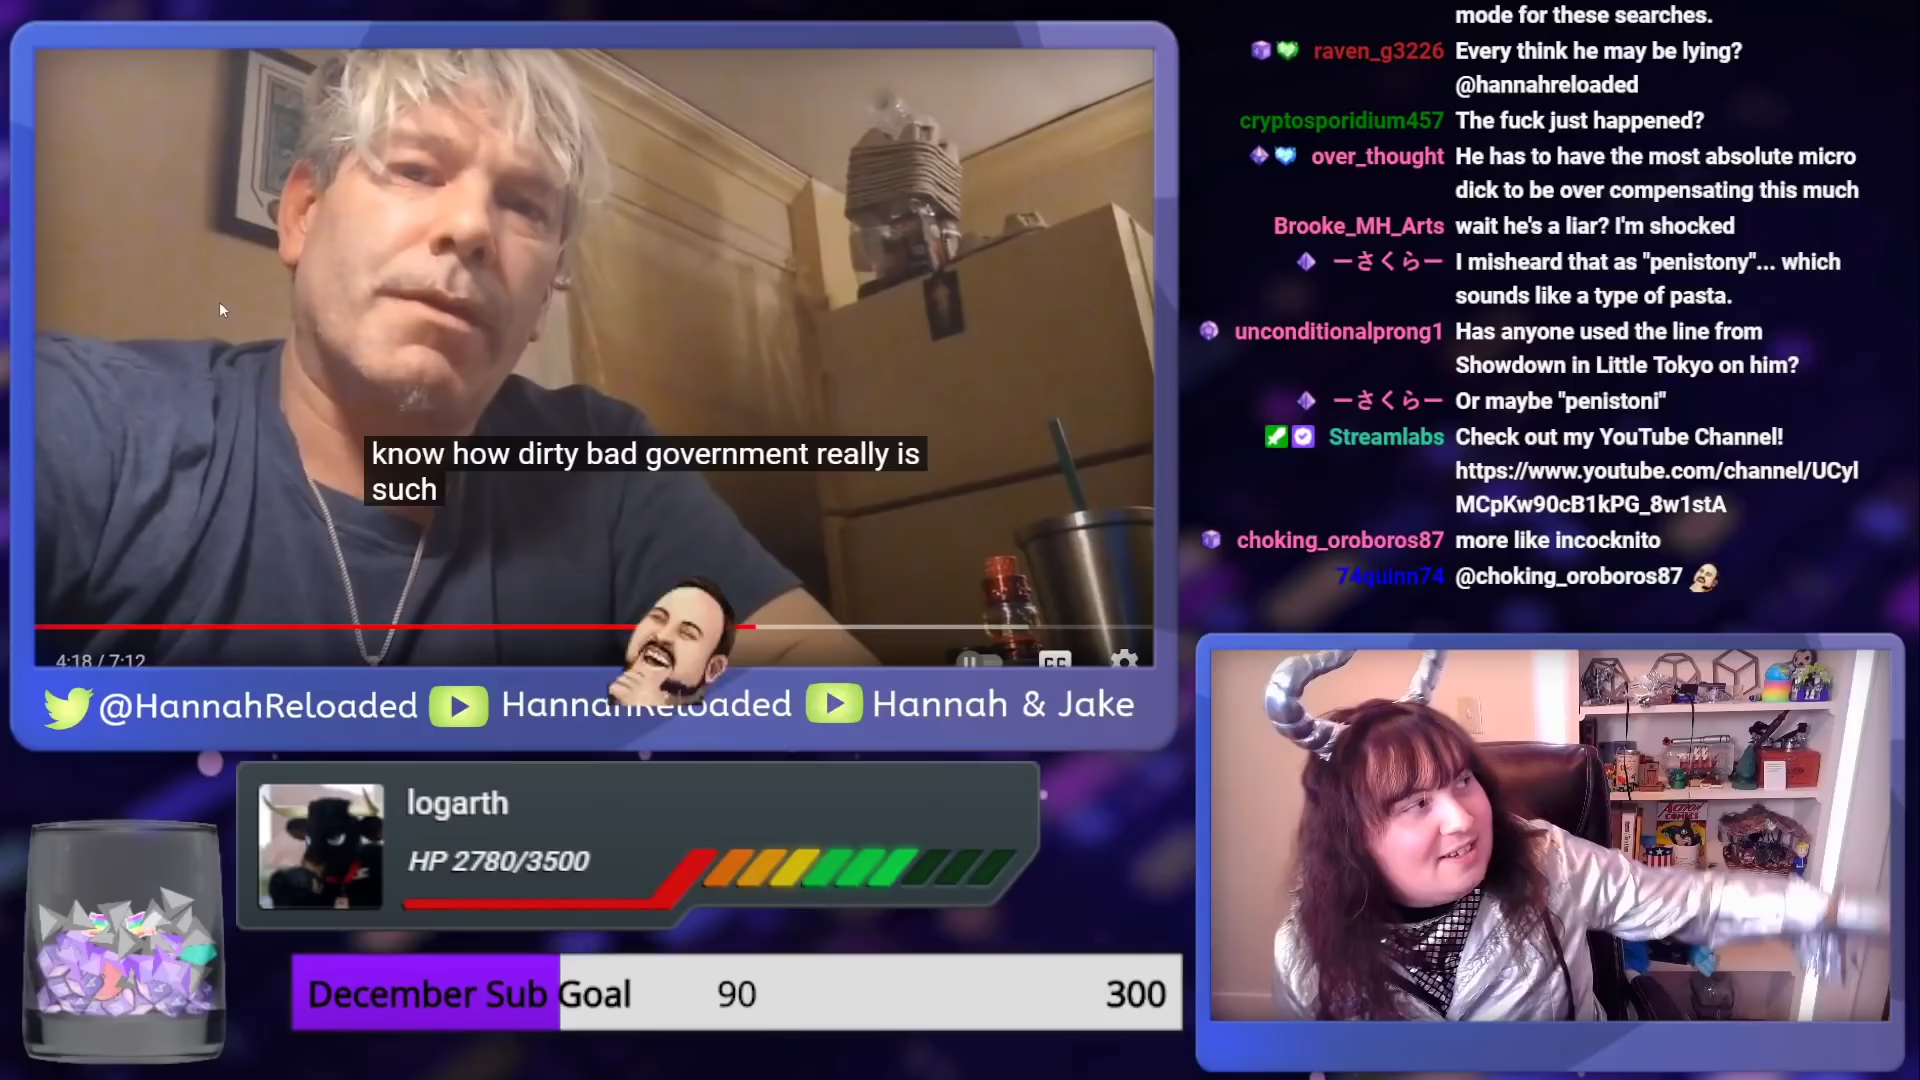 know how dirty bad government really is
such
4:18 / 7:12
CC
@HannahReloaded
HannahReloaded
Hannah & Jake
logarth
HP 2780/3500
December Sub Goal
90
300
mode for these searches.
raven_g3226 Every think he may be lying?
@hannahreloaded
cryptosporidium457 The fuck just happened?
over_thought He has to have the most absolute micro
dick to be over compensating this much
Brooke_MH_Arts wait he's a liar? I'm shocked
ーさくらー I misheard that as "penistony"... which
sounds like a type of pasta.
unconditionalprong1 Has anyone used the line from
Showdown in Little Tokyo on him?
ーさくらー Or maybe "penistoni"
Streamlabs Check out my YouTube Channel!
https://www.youtube.com/channel/UCyl
MCpKw90cB1kPG_8w1stA
choking_oroboros87 more like incocknito
74quinn74 @choking_oroboros87
ACTION
COMICS